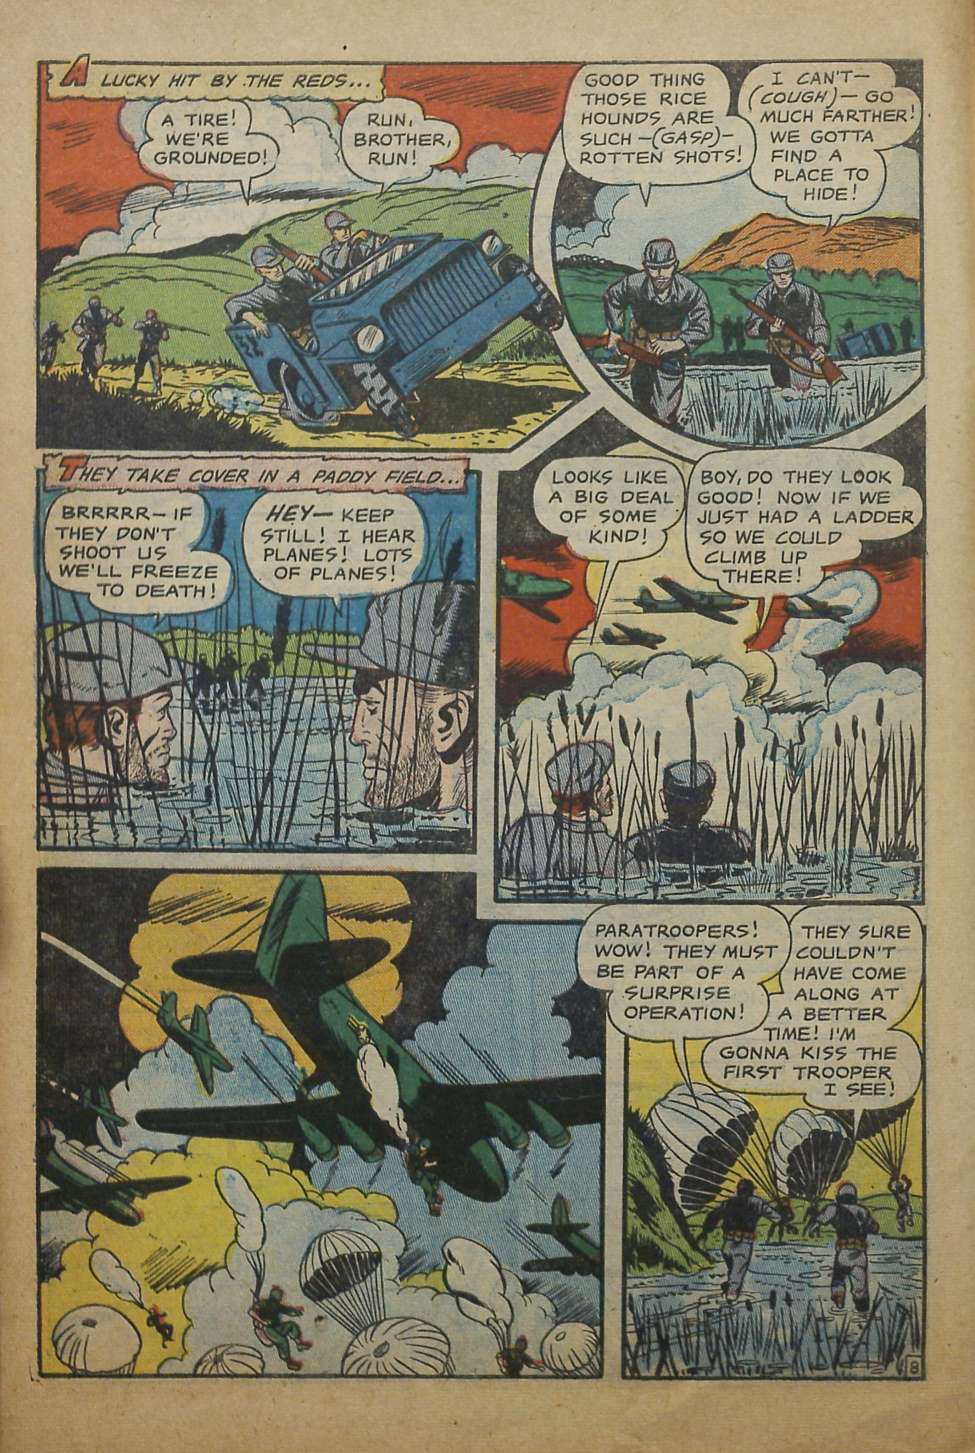 A LUCKY HIT BY THE REDS...
A TIRE!
WE'RE
GROUNDED!
RUN,
BROTHER,
RUN!
GOOD THING
THOSE RICE
HOUNDS ARE
SUCH—(GASP)—
ROTTEN SHOTS!
I CAN'T—
(COUGH)—GO
MUCH FARTHER!
WE GOTTA
FIND A
PLACE TO
HIDE!
THEY TAKE COVER IN A PADDY FIELD...
BRRRRR—IF
THEY DON'T
SHOOT US
WE'LL FREEZE
TO DEATH!
HEY—KEEP
STILL! I HEAR
PLANES! LOTS
OF PLANES!
LOOKS LIKE
A BIG DEAL
OF SOME
KIND!
BOY, DO THEY LOOK
GOOD! NOW IF WE
JUST HAD A LADDER
SO WE COULD
CLIMB UP
THERE!
PARATROOPERS!
WOW! THEY MUST
BE PART OF A
SURPRISE
OPERATION!
THEY SURE
COULDN'T
HAVE COME
ALONG AT
A BETTER
TIME! I'M
GONNA KISS THE
FIRST TROOPER
I SEE!
8